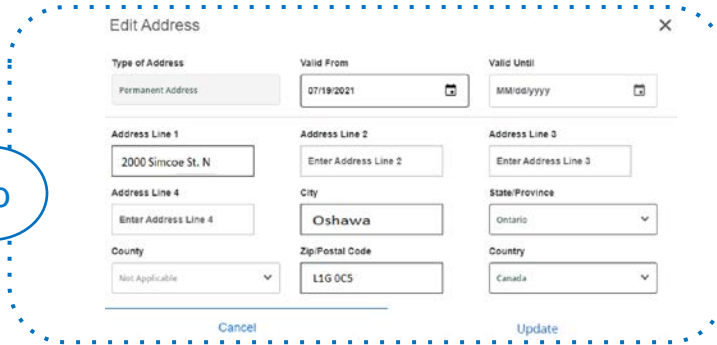 Edit Address
Type of Address Valid From Valid Until
Permanent Address 07/19/2021 MM/dd/yyyy
Address Line 1 Address Line 2 Address Line 3
2000 Simcoe St. N Enter Address Line 2 Enter Address Line 3
Address Line 4 City State/Province
Enter Address Line 4 Oshawa Ontario
County Zip/Postal Code Country
Not Applicable L1G 0C5 Canada
Cancel Update